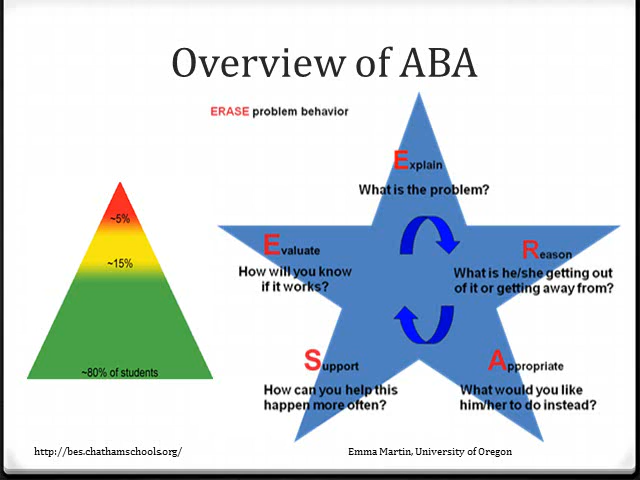 Overview of ABA
ERASE problem behavior
Explain
What is the problem?
Reason
What is he/she getting out
of it or getting away from?
Appropriate
What would you like
him/her to do instead?
Support
How can you help this
happen more often?
Evaluate
How will you know
if it works?
~5%
~15%
~80% of students
http://bes.chathamschools.org/
Emma Martin, University of Oregon